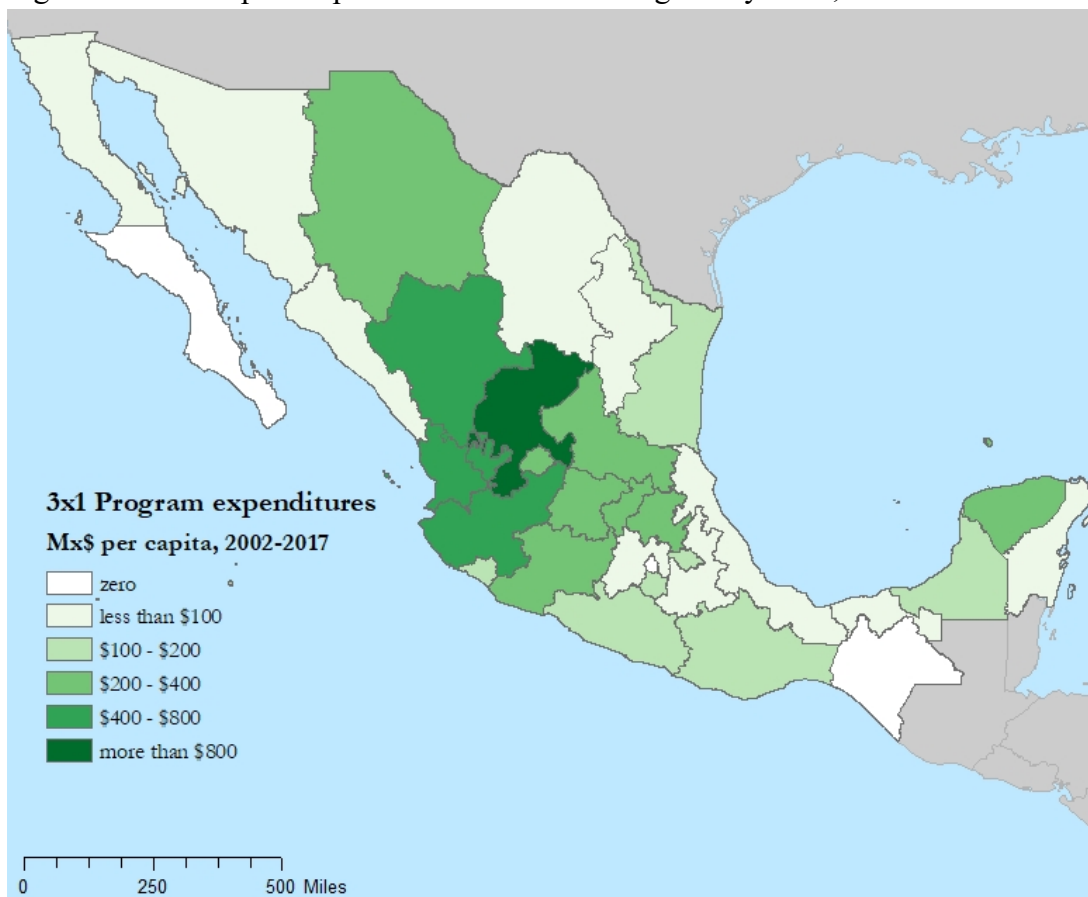 3x1 Program expenditures
Mx$ per capita, 2002-2017
zero
less than $100
$100 - $200
$200 - $400
$400 - $800
more than $800
0 250 500 Miles